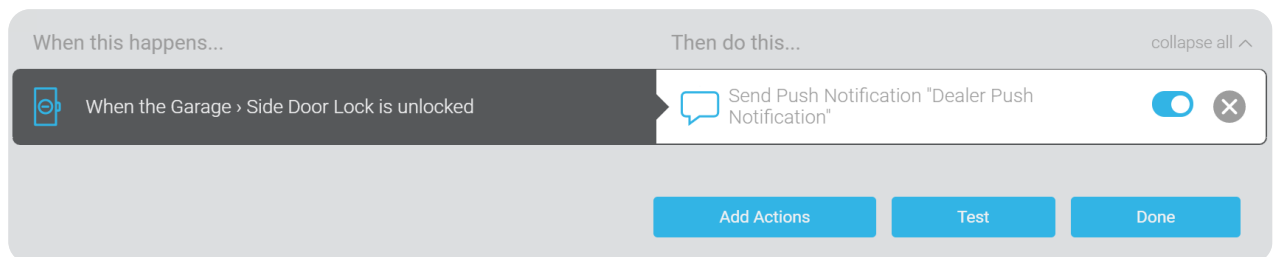 When this happens...
Then do this...
collapse all
When the Garage › Side Door Lock is unlocked
Send Push Notification "Dealer Push
Notification"
Add Actions
Test
Done